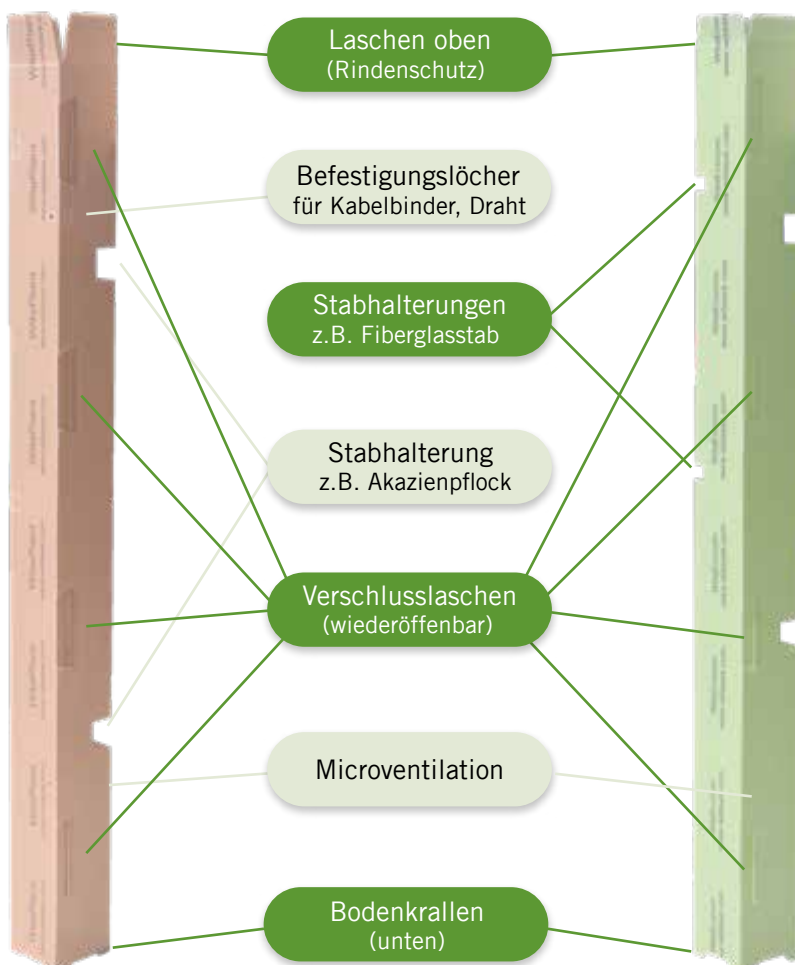 Laschen oben
(Rindenschutz)
Befestigungslöcher
für Kabelbinder, Draht
Stabhalterungen
z.B. Fiberglasstab
Stabhalterung
z.B. Akazienpflock
Verschlusslaschen
(wiederöffenbar)
Microventilation
Bodenkrallen
(unten)